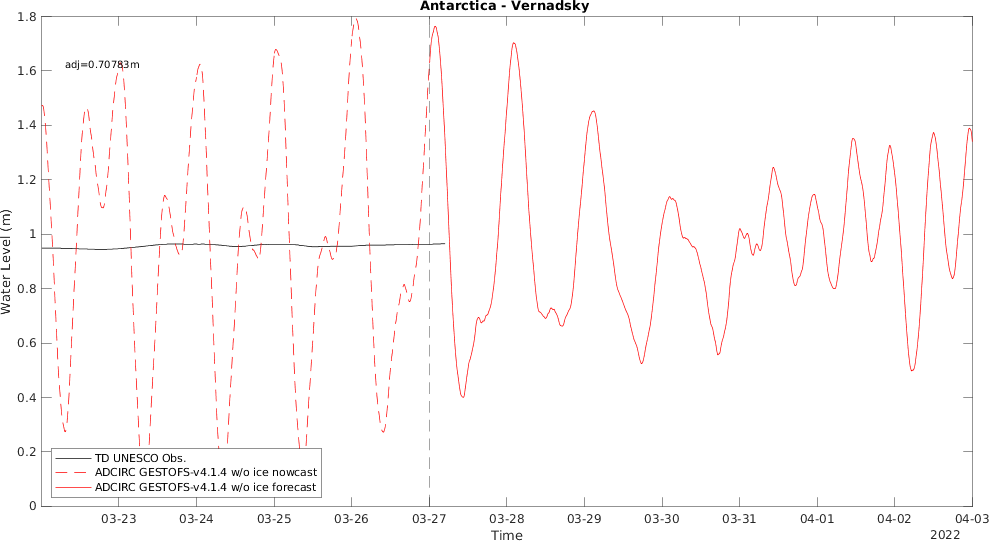 Antarctica - Vernadsky
1.8
1.6
1.4
1.2
1
0.8
0.6
0.4
0.2
0
Water Level (m)
adj=0.70783m
TD UNESCO Obs.
ADCIRC GESTOFS-v4.1.4 w/o ice nowcast
ADCIRC GESTOFS-v4.1.4 w/o ice forecast
03-23 03-24 03-25 03-26 03-27 03-28 03-29 03-30 03-31 04-01 04-02 04-03
Time
2022